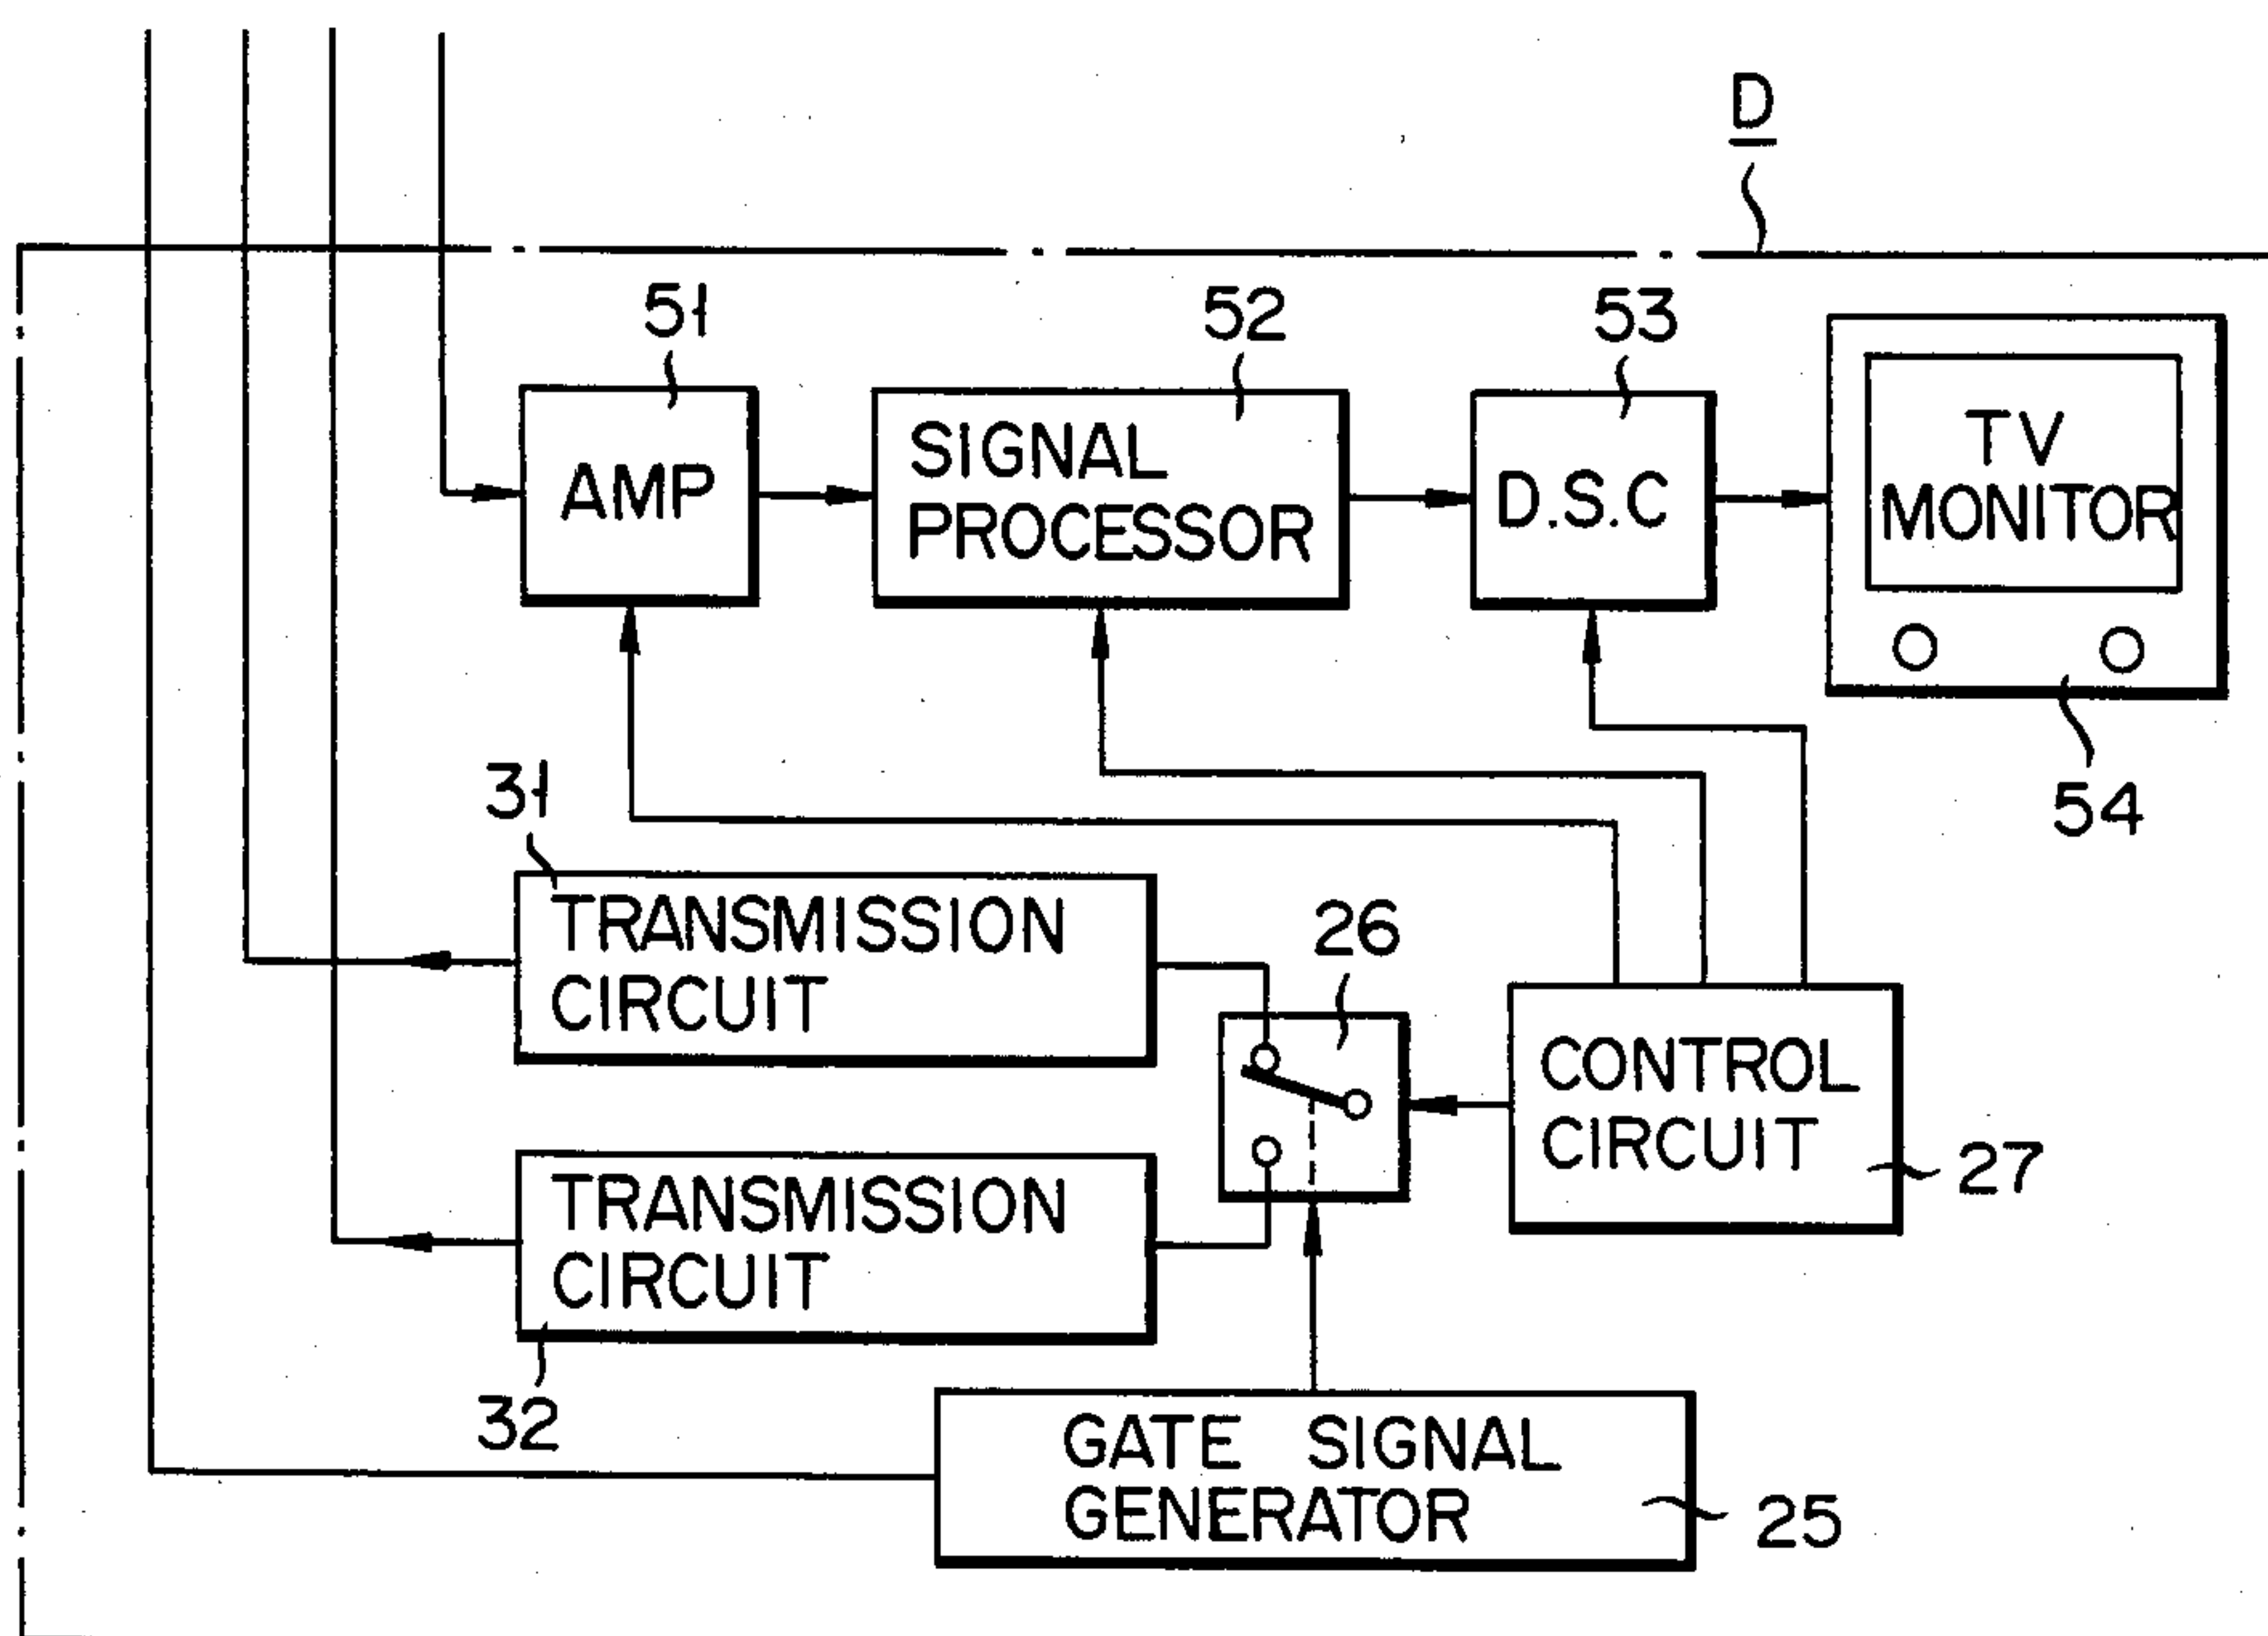 D
51
52
53
AMP
SIGNAL
PROCESSOR
D.S.C
TV
MONITOR
54
31
TRANSMISSION
CIRCUIT
26
CONTROL
CIRCUIT
27
TRANSMISSION
CIRCUIT
32
GATE SIGNAL
GENERATOR
25